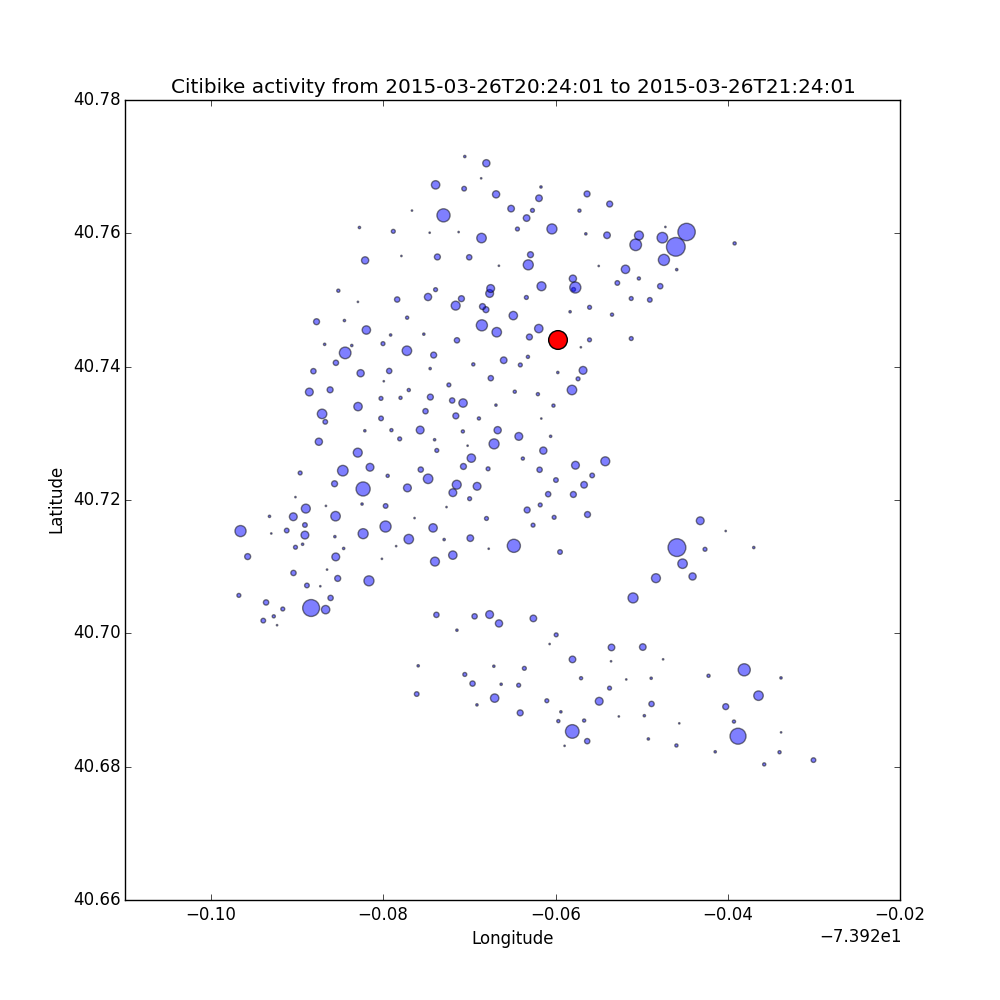 Citibike activity from 2015-03-26T20:24:01 to 2015-03-26T21:24:01
40.78
40.76
40.74
40.72
40.70
40.68
40.66
Latitude
−0.10 −0.08 −0.06 −0.04 −0.02
Longitude
−7.392e1